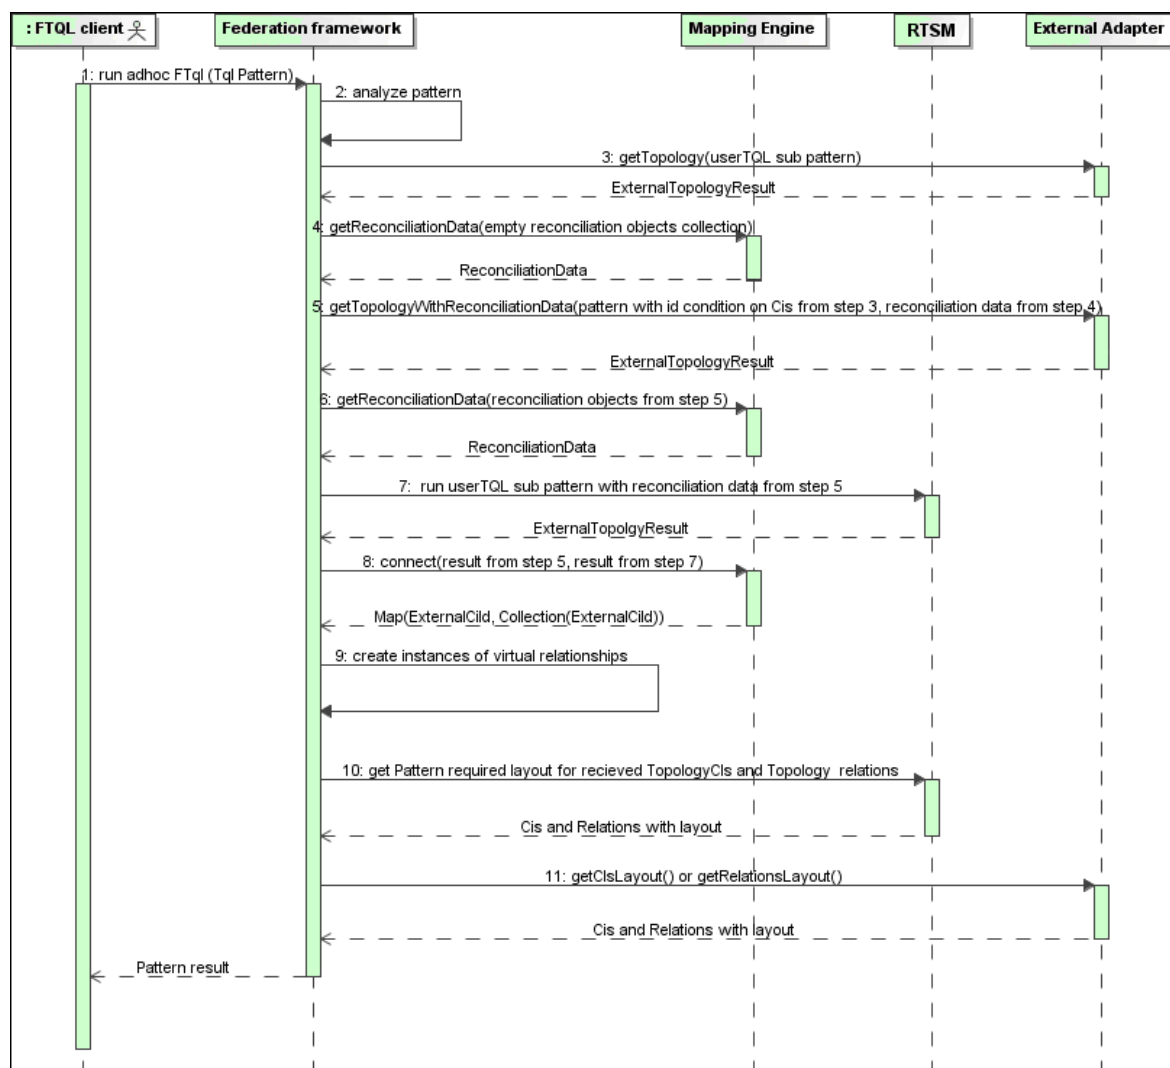 : FTQL client
Federation framework
Mapping Engine
RTSM
External Adapter
1: run adhoc FTql (Tql Pattern)
2: analyze pattern
3: getTopology(userTQL sub pattern)
ExternalTopologyResult
4: getReconciliationData(empty reconciliation objects collection)
ReconciliationData
5: getTopologyWithReconciliationData(pattern with id condition on Cis from step 3, reconciliation data from step 4)
ExternalTopologyResult
6: getReconciliationData(reconciliation objects from step 5)
ReconciliationData
7: run userTQL sub pattern with reconciliation data from step 5
ExternalTopolgyResult
8: connect(result from step 5, result from step 7)
Map(ExternalCiId, Collection(ExternalCiId))
9: create instances of virtual relationships
10: get Pattern required layout for recieved TopologyCIs and Topology relations
Cis and Relations with layout
11: getCIsLayout() or getRelationsLayout()
Cis and Relations with layout
Pattern result